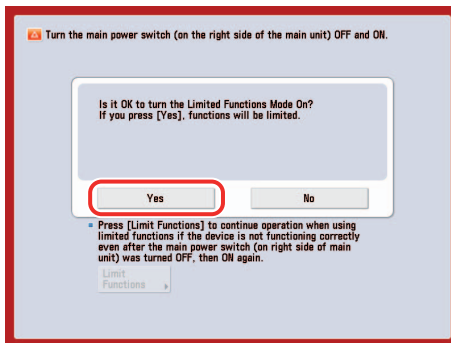 Turn the main power switch (on the right side of the main unit) OFF and ON.
Is it OK to turn the Limited Functions Mode On?
If you press [Yes], functions will be limited.
Yes
No
Press [Limit Functions] to continue operation when using
limited functions if the device is not functioning correctly
even after the main power switch (on right side of main
unit) was turned OFF, then ON again.
Limit
Functions